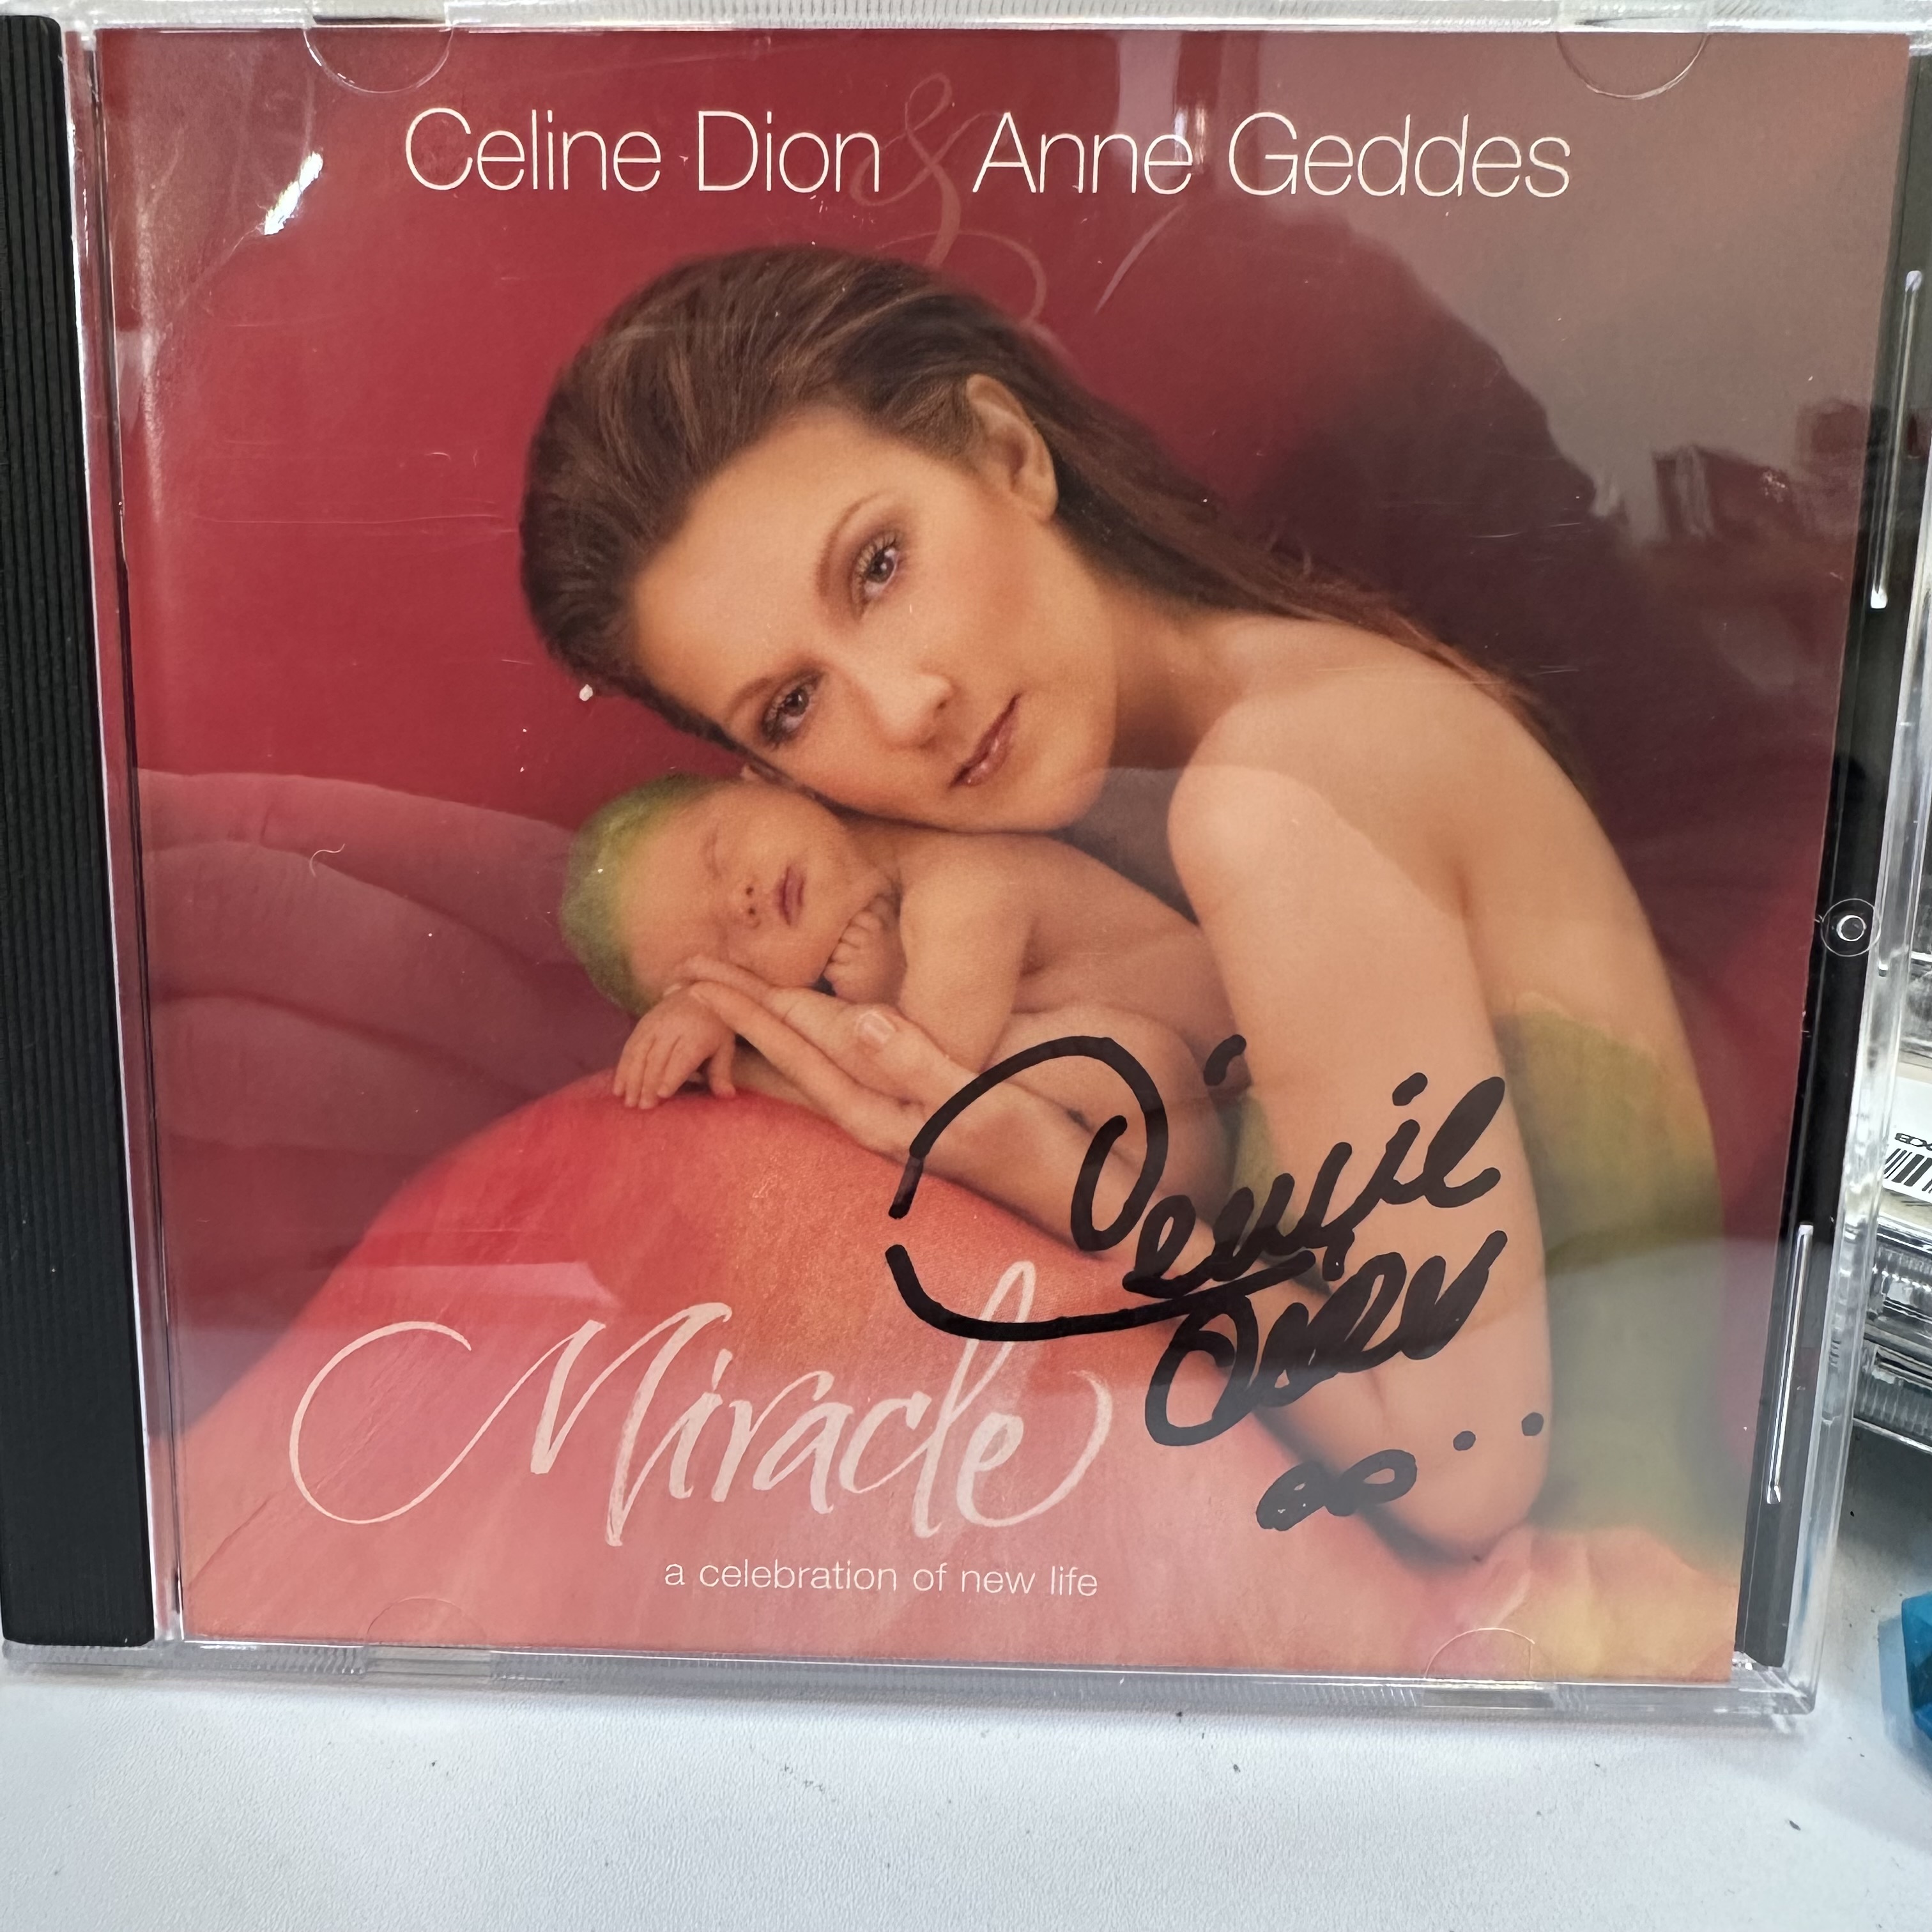 Celine Dion & Anne Geddes
Miracle
a celebration of new life